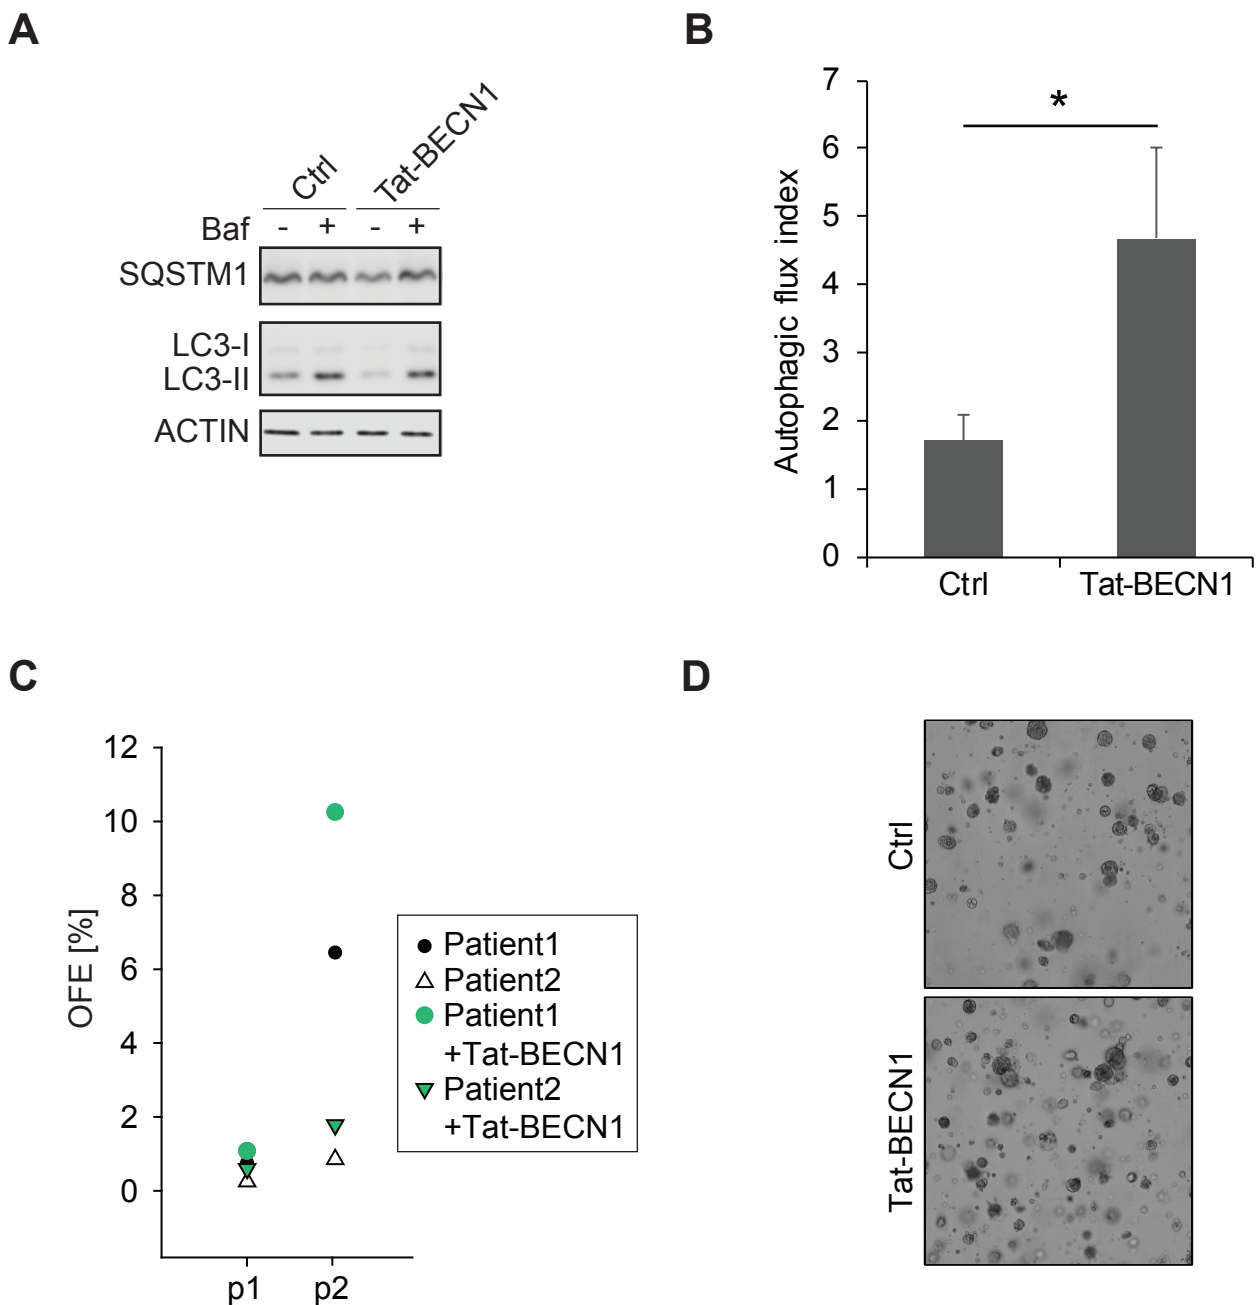 A
Ctrl
Tat-BECN1
Baf - + - +
SQSTM1
LC3-I
LC3-II
ACTIN
B
7
6
5
4
3
2
1
0
Autophagic flux index
*
Ctrl
Tat-BECN1
C
12
10
8
6
4
2
0
OFE [%]
p1
p2
Patient1
Patient2
Patient1
+Tat-BECN1
Patient2
+Tat-BECN1
D
Ctrl
Tat-BECN1